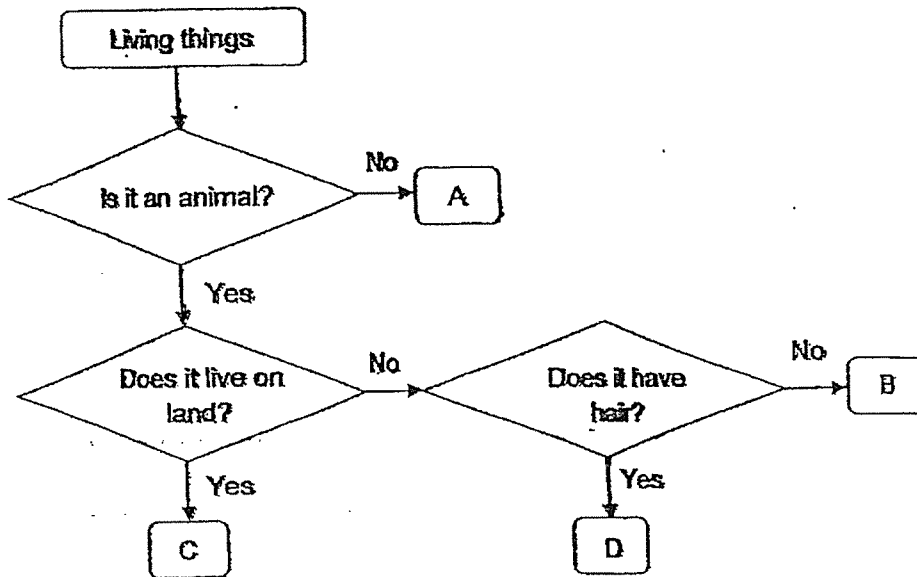 Living things
No
Is it an animal?
A
Yes
No
No
Does it live on
land?
Does it have
hair?
B
Yes
Yes
C
D